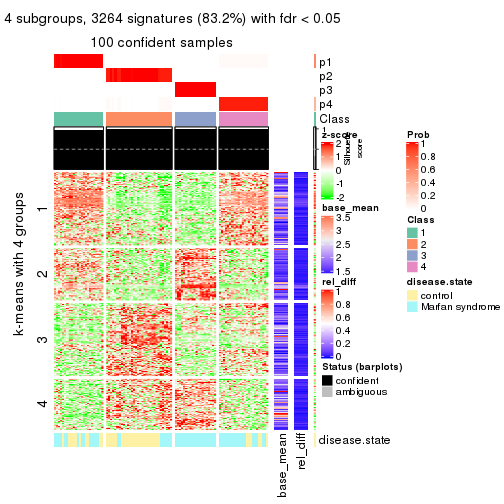 4 subgroups, 3264 signatures (83.2%) with fdr < 0.05
100 confident samples
p1
p2
p3
p4
Class
1
Silhouette
score
k-means with 4 groups
1
2
3
4
disease.state
base_mean
rel_diff
z-score
2
1
0
-1
-2
base_mean
3.5
3
2.5
2
1.5
rel_diff
1
0.8
0.6
0.4
0.2
0
Status (barplots)
confident
ambiguous
Prob
1
0.8
0.6
0.4
0.2
0
Class
1
2
3
4
disease.state
control
Maifan syndrome